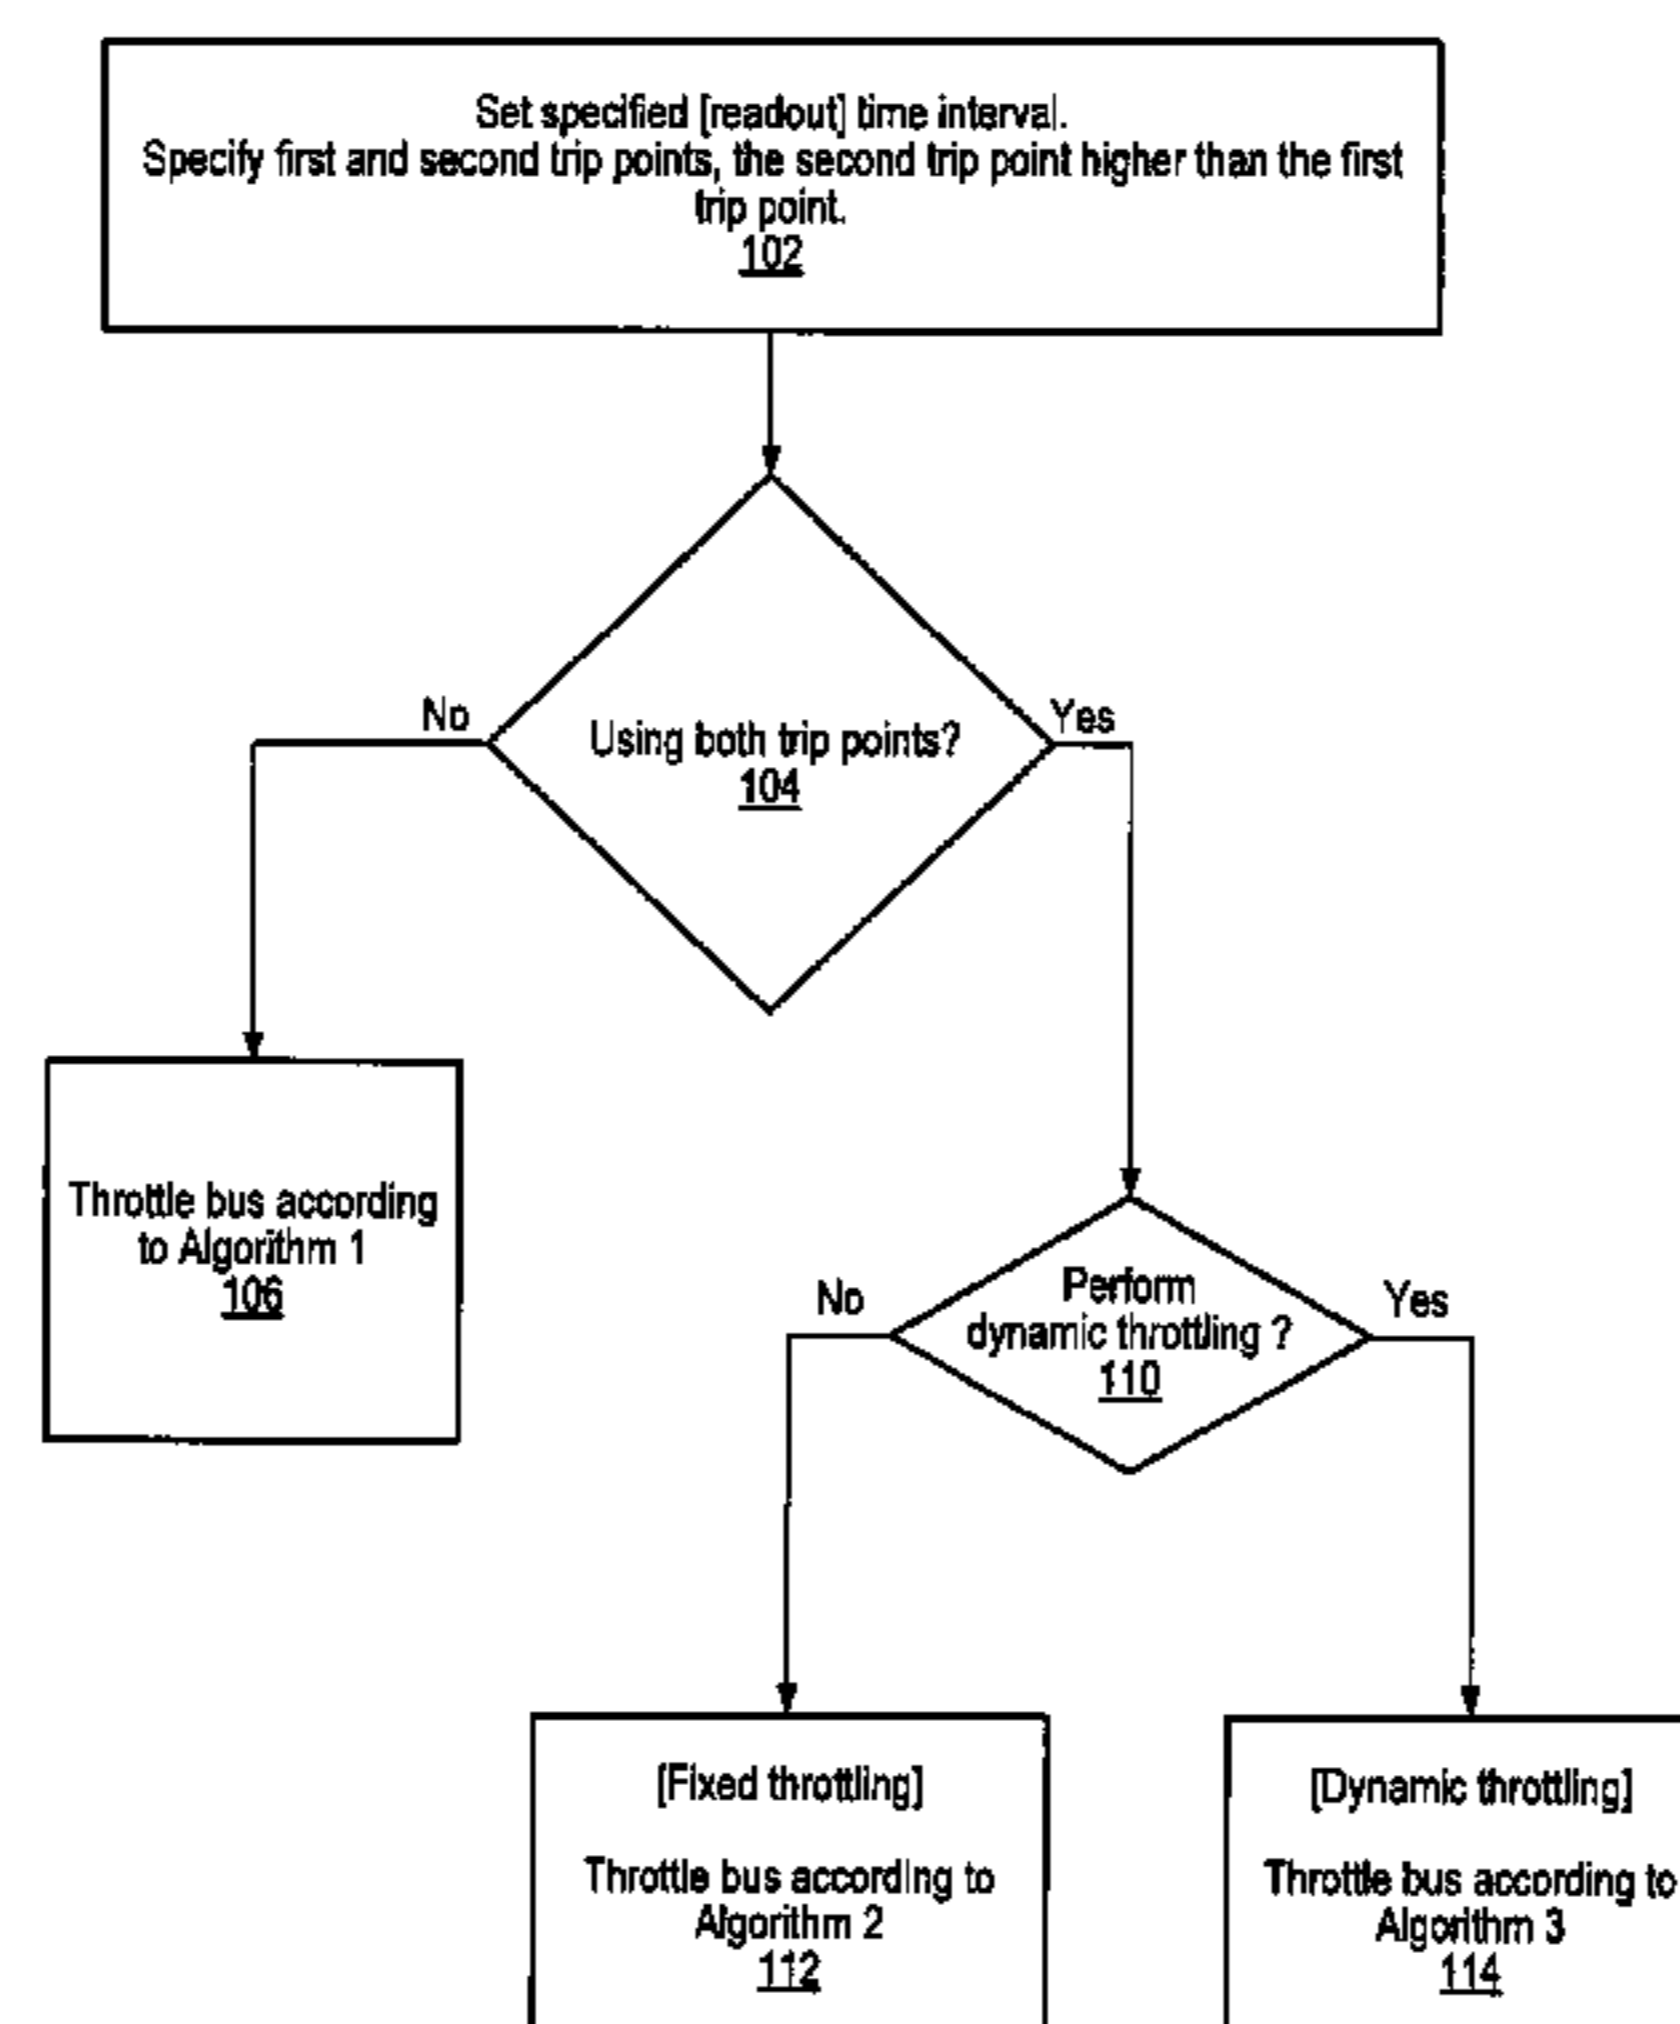 Set specified [readout] time interval.
Specify first and second trip points, the second trip point higher than the first
trip point.
102
No
Yes
Using both trip points?
104
Throttle bus according
to Algorithm 1
106
No
Yes
Perform
dynamic throttling ?
110
[Fixed throttling]
Throttle bus according to
Algorithm 2
112
[Dynamic throttling]
Throttle bus according to
Algorithm 3
114